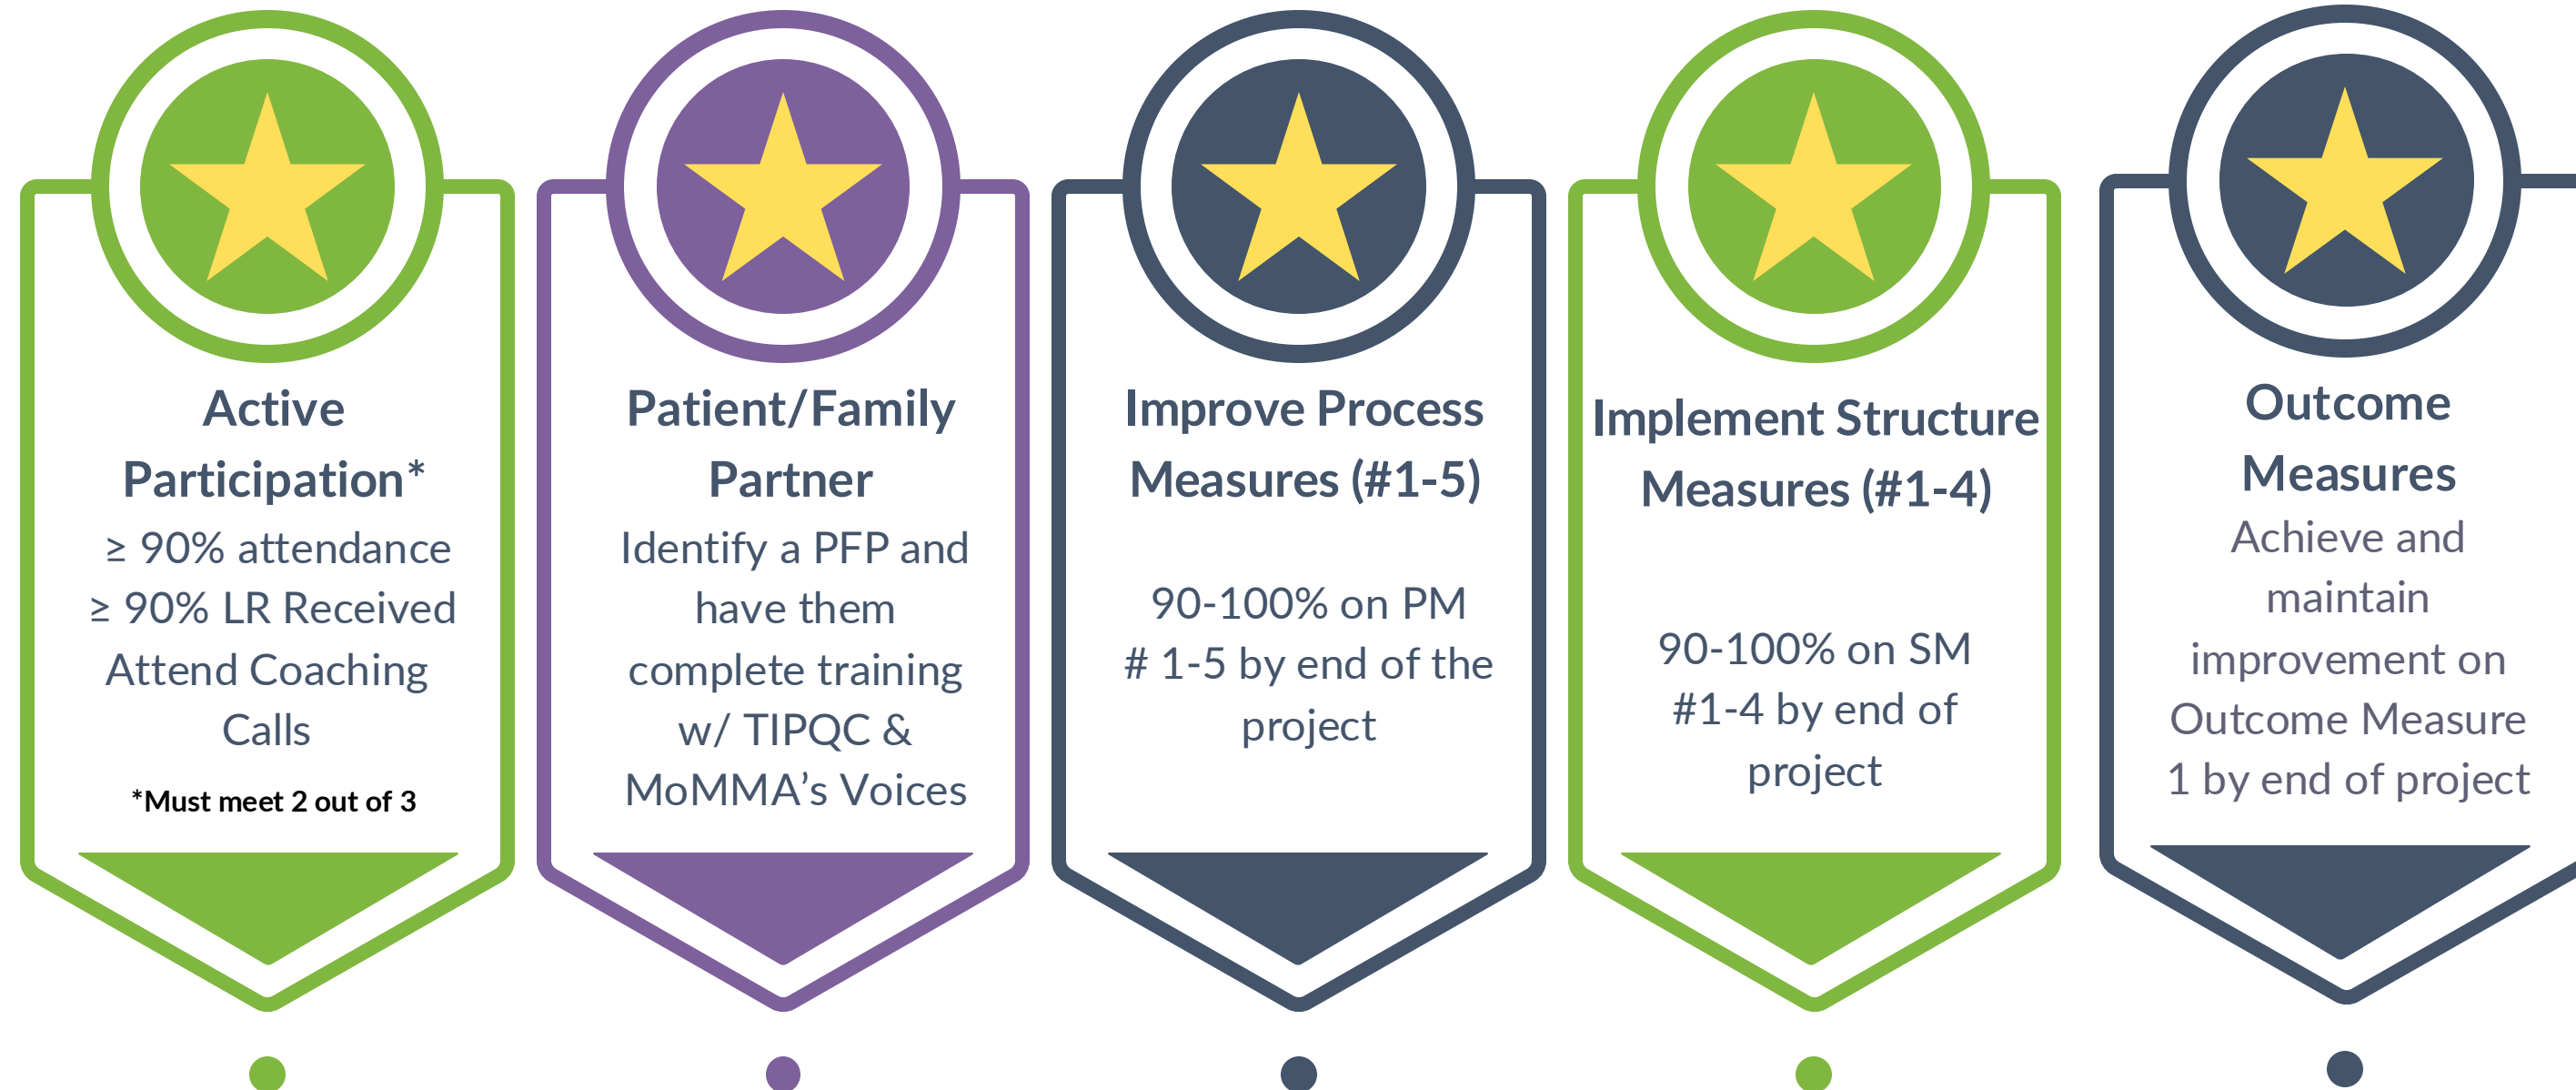 Active
Participation*
≥ 90% attendance
≥ 90% LR Received
Attend Coaching
Calls
*Must meet 2 out of 3
Patient/Family
Partner
Identify a PFP and
have them
complete training
w/ TIPQC &
MoMMA’s Voices
Improve Process
Measures (#1-5)
90-100% on PM
# 1-5 by end of the
project
Implement Structure
Measures (#1-4)
90-100% on SM
#1-4 by end of
project
Outcome
Measures
Achieve and
maintain
improvement on
Outcome Measure
1 by end of project